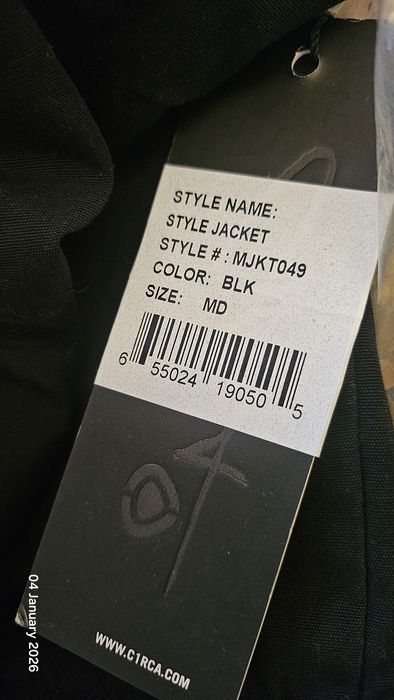 STYLE NAME:
STYLE JACKET
STYLE # : MJKT049
COLOR: BLK
SIZE: MD
6 55024 19050 5
WWW.C1RCA.COM
04 January 2026